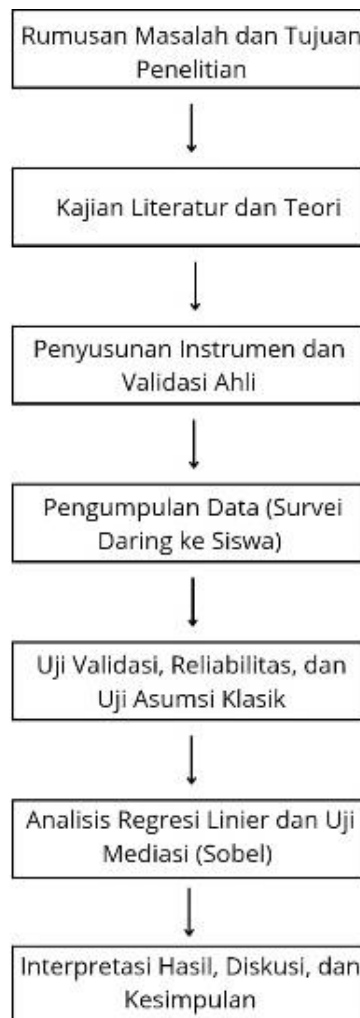 Rumusan Masalah dan Tujuan
Penelitian
Kajian Literatur dan Teori
Penyusunan Instrumen dan
Validasi Ahli
Pengumpulan Data (Survei
Daring ke Siswa)
Uji Validasi, Reliabilitas, dan
Uji Asumsi Klasik
Analisis Regresi Linier dan Uji
Mediasi (Sobel)
Interpretasi Hasil, Diskusi, dan
Kesimpulan